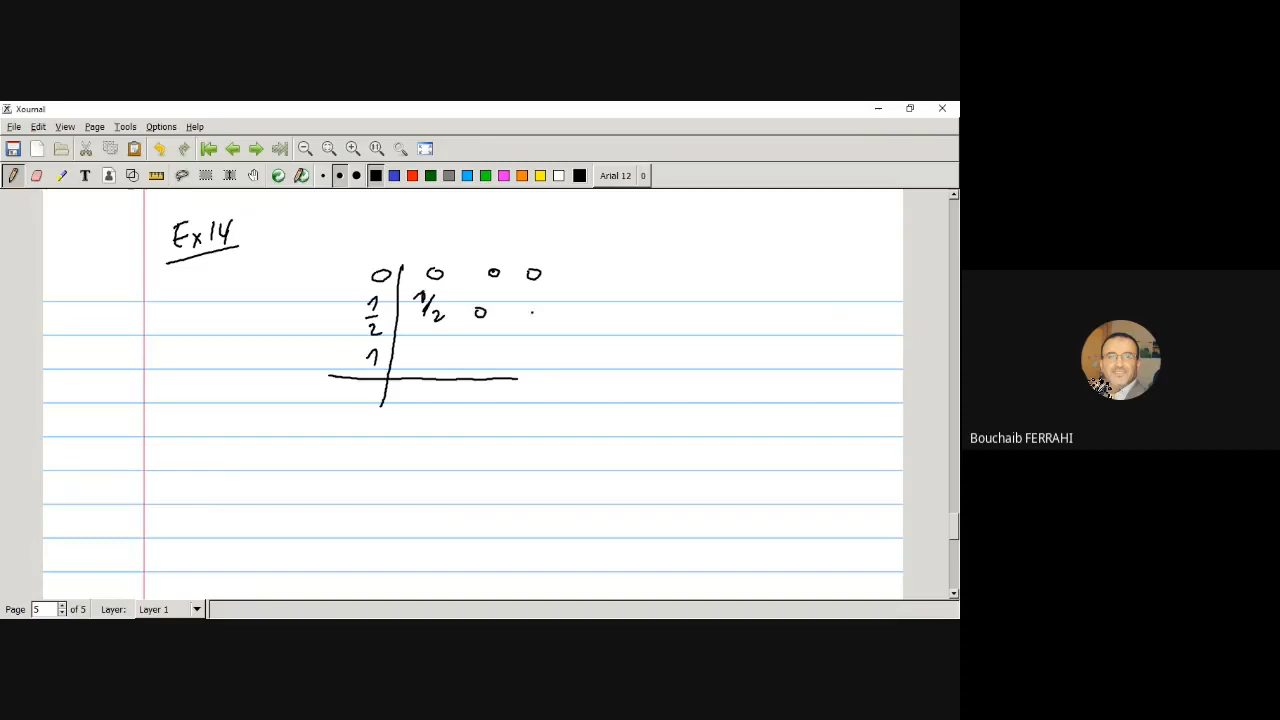 Xournal
File Edit View Page Tools Options Help
Arial 12 0
Ex 14
0 | 0 0 0
1/2 | 1/2 0 .
1 |
Page 5 of 5 Layer: Layer 1
Bouchaib FERRAHI